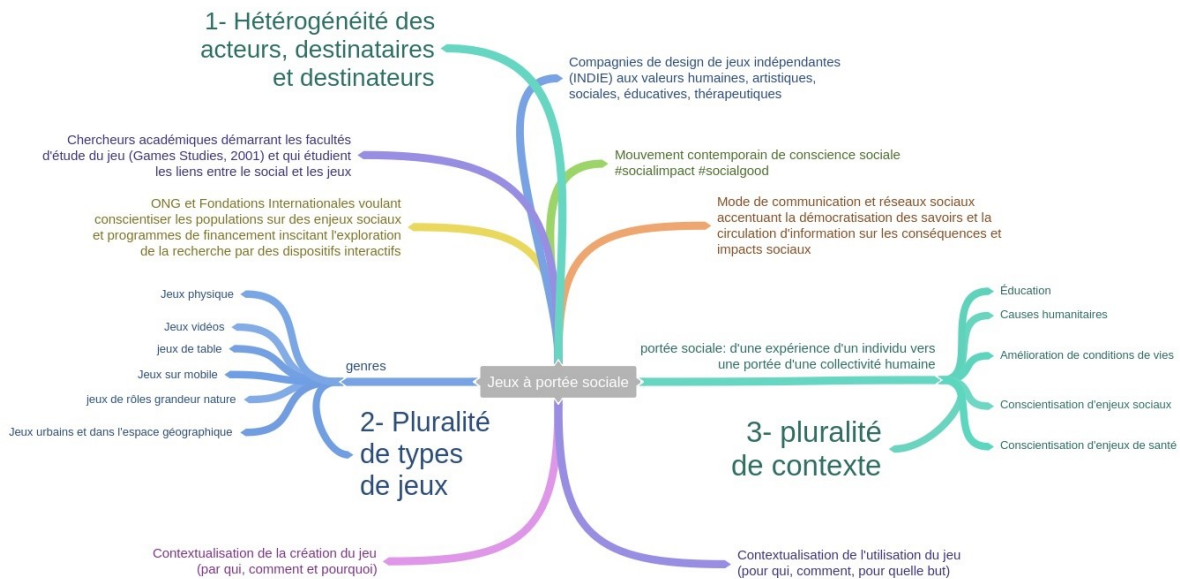 1- Hétérogénéité des
acteurs, destinataires
et destinateurs
Compagnies de design de jeux indépendantes
(INDIE) aux valeurs humaines, artistiques,
sociales, éducatives, thérapeutiques
Chercheurs académiques démarrant les facultés
d'étude du jeu (Games Studies, 2001) et qui étudient
les liens entre le social et les jeux
Mouvement contemporain de conscience sociale
#socialimpact #socialgood
ONG et Fondations Internationales voulant
conscientiser les populations sur des enjeux sociaux
et programmes de financement inscitant l'exploration
de la recherche par des dispositifs interactifs
Mode de communication et réseaux sociaux
accentuant la démocratisation des savoirs et la
circulation d'information sur les conséquences et
impacts sociaux
Jeux physique
Jeux vidéos
jeux de table
Jeux sur mobile
jeux de rôles grandeur nature
Jeux urbains et dans l'espace géographique
genres
2- Pluralité
de types
de jeux
Jeux à portée sociale
portée sociale: d'une expérience d'un individu vers
une portée d'une collectivité humaine
3- pluralité
de contexte
Éducation
Causes humanitaires
Amélioration de conditions de vies
Conscientisation d'enjeux sociaux
Conscientisation d'enjeux de santé
Contextualisation de la création du jeu
(par qui, comment et pourquoi)
Contextualisation de l'utilisation du jeu
(pour qui, comment, pour quelle but)